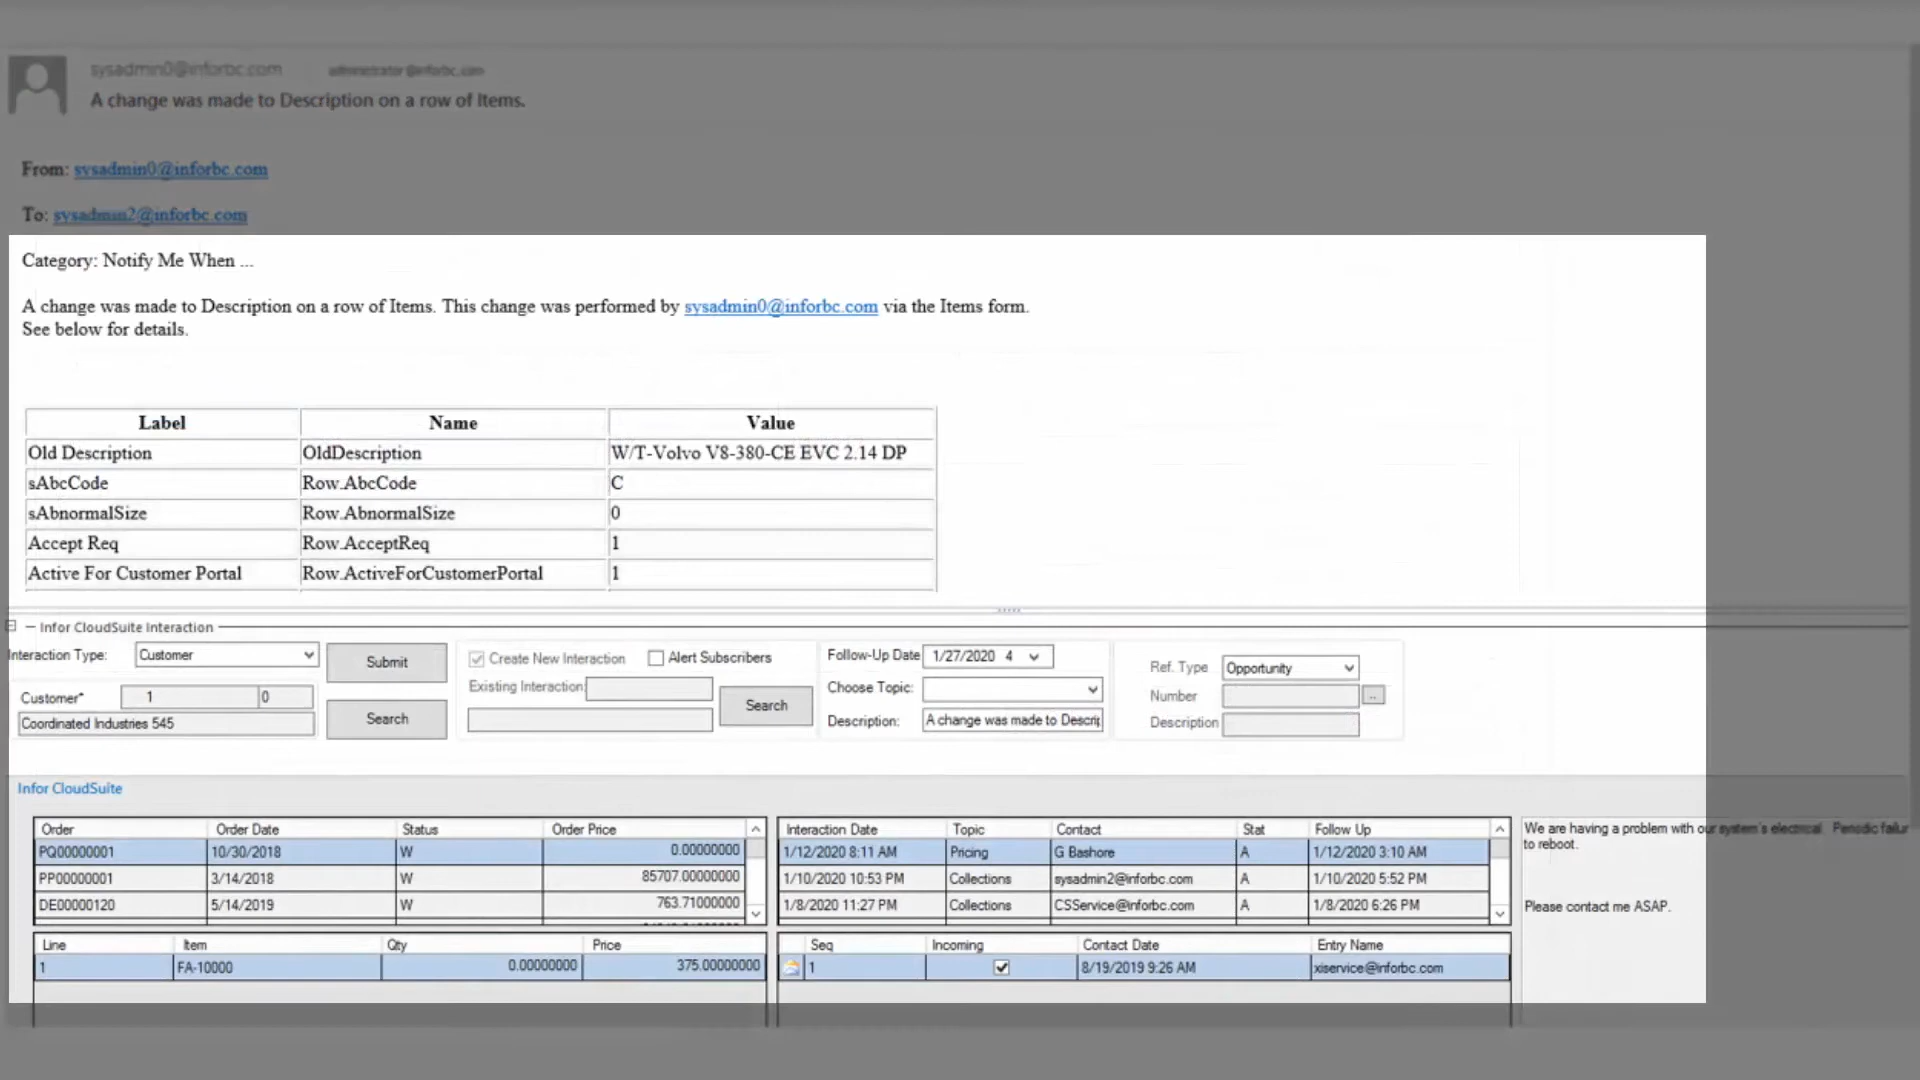 sysadmin0@inforbc.com administrator@inforbc.com
A change was made to Description on a row of Items.
From: sysadmin0@inforbc.com
To: sysadmin2@inforbc.com
Category: Notify Me When ...
A change was made to Description on a row of Items. This change was performed by sysadmin0@inforbc.com via the Items form.
See below for details.
Label Name Value
Old Description OldDescription W/T-Volvo V8-380-CE EVC 2.14 DP
sAbcCode Row.AbcCode C
sAbnormalSize Row.AbnormalSize 0
Accept Req Row.AcceptReq 1
Active For Customer Portal Row.ActiveForCustomerPortal 1
Infor CloudSuite Interaction
Interaction Type: Customer Submit Create New Interaction Alert Subscribers Follow-Up Date 1/27/2020 4 Ref. Type Opportunity
Customer* 1 0 Existing Interaction: Choose Topic: Number ..
Coordinated Industries 545 Search Search Description: A change was made to Descrip Description
Infor CloudSuite
Order Order Date Status Order Price
PQ00000001 10/30/2018 W 0.00000000
PP00000001 3/14/2018 W 85707.00000000
DE00000120 5/14/2019 W 763.71000000
Line Item Qty Price
1 FA-10000 0.00000000 375.00000000
Interaction Date Topic Contact Stat Follow Up
1/12/2020 8:11 AM Pricing G Bashore A 1/12/2020 3:10 AM
1/10/2020 10:53 PM Collections sysadmin2@inforbc.com A 1/10/2020 5:52 PM
1/8/2020 11:27 PM Collections CSService@inforbc.com A 1/8/2020 6:26 PM
Seq Incoming Contact Date Entry Name
1 8/19/2019 9:26 AM xiservice@inforbc.com
We are having a problem with our system's electrical. Periodic failur
to reboot.
Please contact me ASAP.